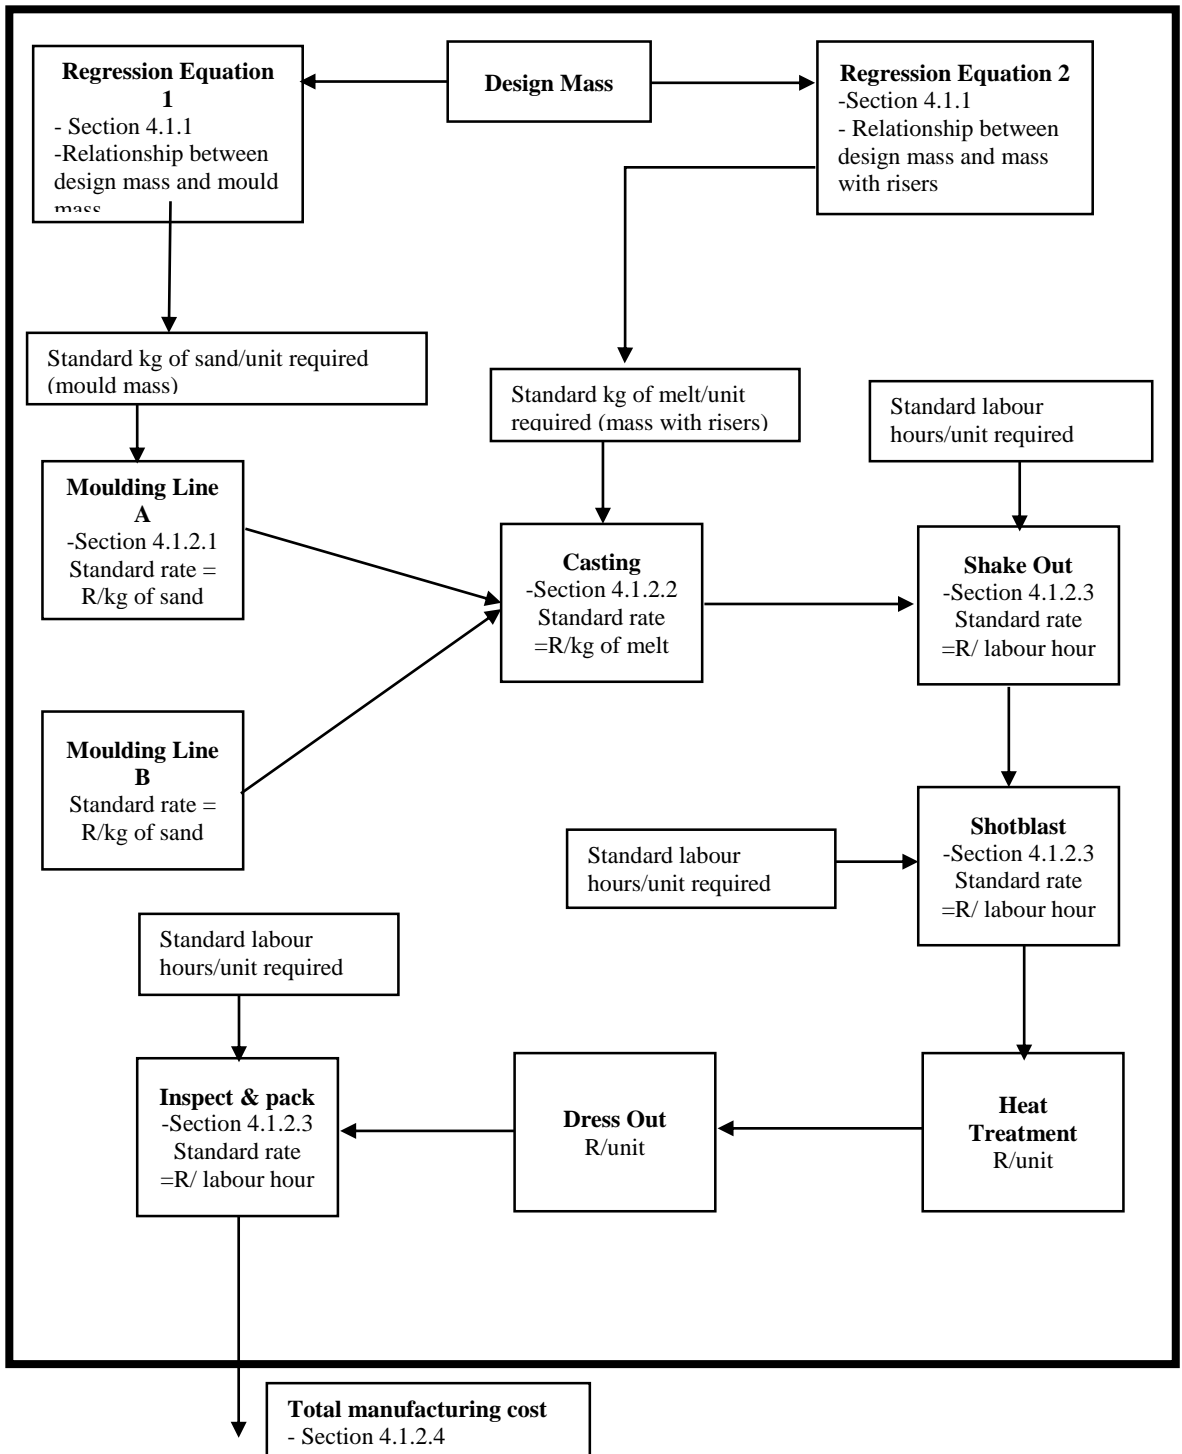 Regression Equation
1
- Section 4.1.1
-Relationship between
design mass and mould
mass
Design Mass
Regression Equation 2
-Section 4.1.1
- Relationship between
design mass and mass
with risers
Standard kg of sand/unit required
(mould mass)
Standard kg of melt/unit
required (mass with risers)
Standard labour
hours/unit required
Moulding Line
A
-Section 4.1.2.1
Standard rate =
R/kg of sand
Casting
-Section 4.1.2.2
Standard rate
=R/kg of melt
Shake Out
-Section 4.1.2.3
Standard rate
=R/ labour hour
Moulding Line
B
Standard rate =
R/kg of sand
Standard labour
hours/unit required
Shotblast
-Section 4.1.2.3
Standard rate
=R/ labour hour
Standard labour
hours/unit required
Inspect & pack
-Section 4.1.2.3
Standard rate
=R/ labour hour
Dress Out
R/unit
Heat
Treatment
R/unit
Total manufacturing cost
- Section 4.1.2.4